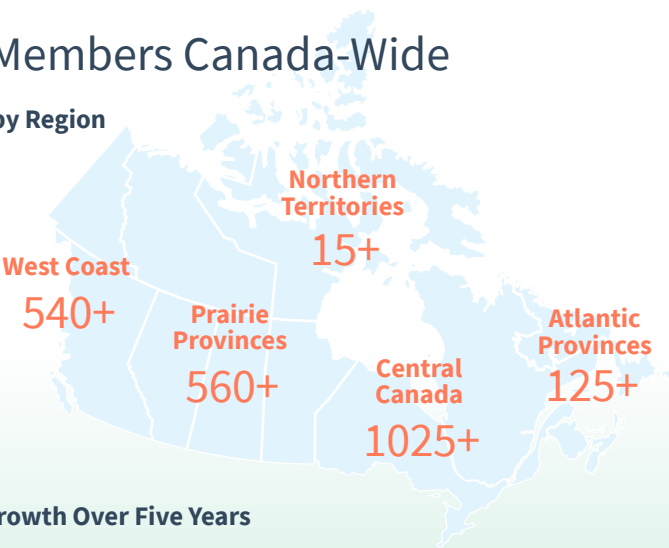 Members Canada-Wide
by Region
Northern
Territories
15+
West Coast
540+
Prairie
Provinces
560+
Central
Canada
1025+
Atlantic
Provinces
125+
rowth Over Five Years